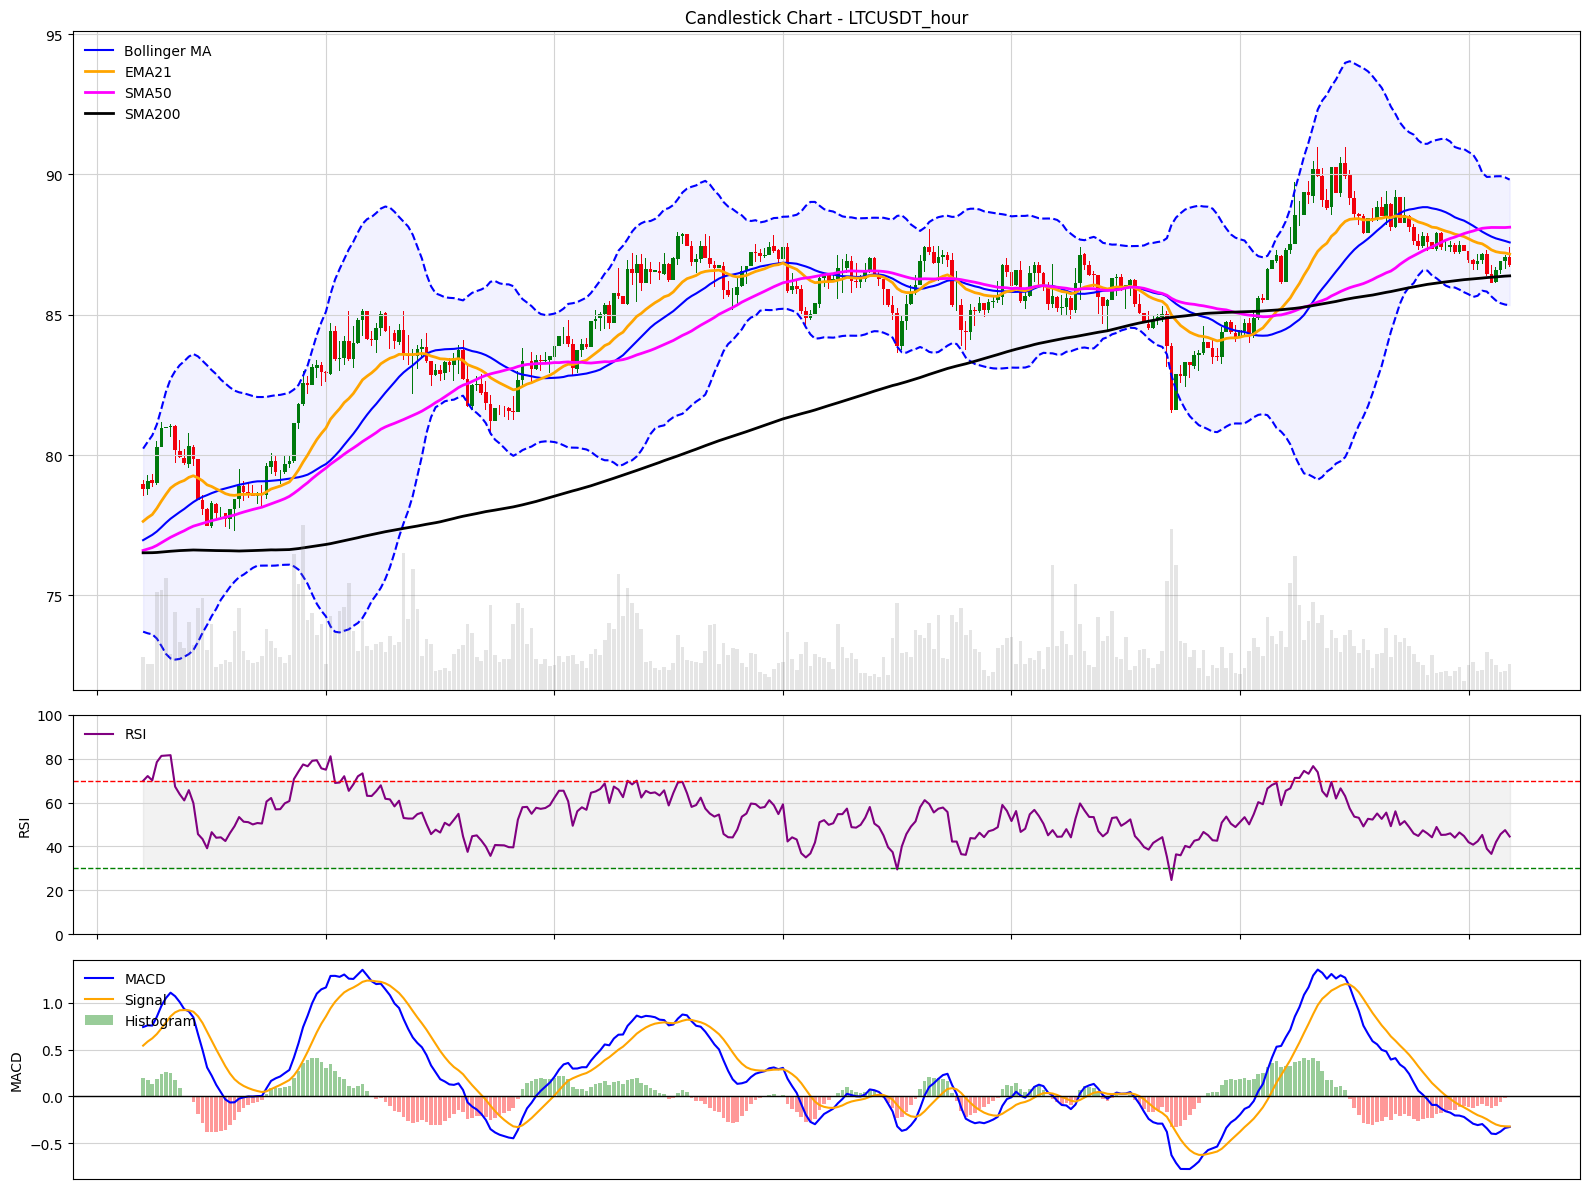 Candlestick Chart - LTCUSDT_hour
95
Bollinger MA
EMA21
SMA50
SMA200
90
85
80
75
100
RSI
80
60
RSI
40
20
0
MACD
1.0
Signal
Histogram
0.5
MACD
0.0
−0.5